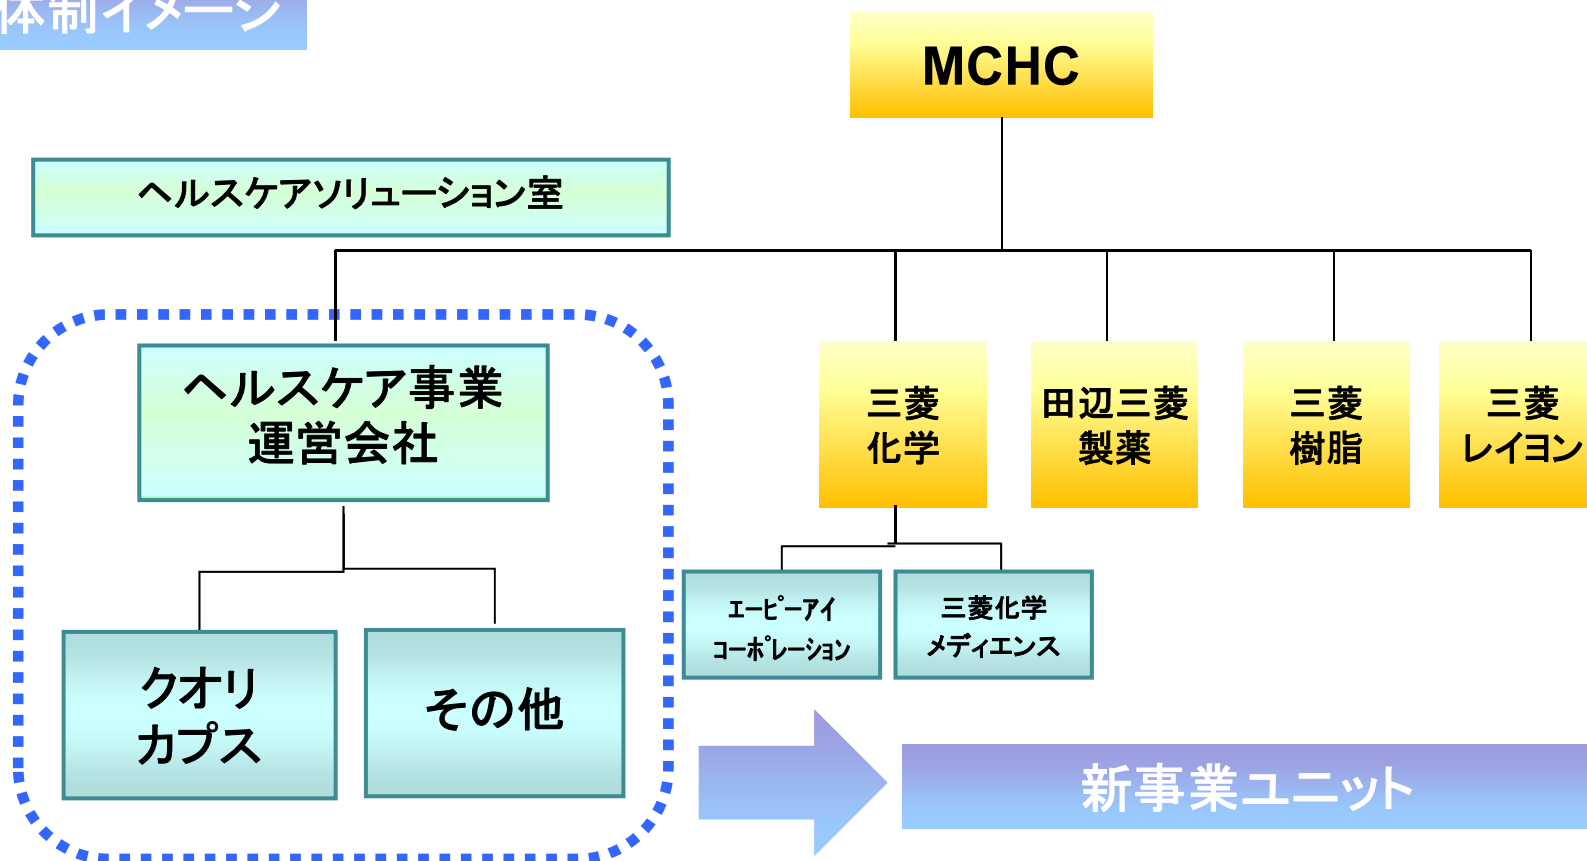 体制イメージ
MCHC
ヘルスケアソリューション室
ヘルスケア事業
運営会社
三菱
化学
田辺三菱
製薬
三菱
樹脂
三菱
レイヨン
クオリ
カプス
その他
ｴｰﾋﾟｰｱｲ
ｺｰﾎﾟﾚｰｼｮﾝ
三菱化学
メディエンス
新事業ユニット